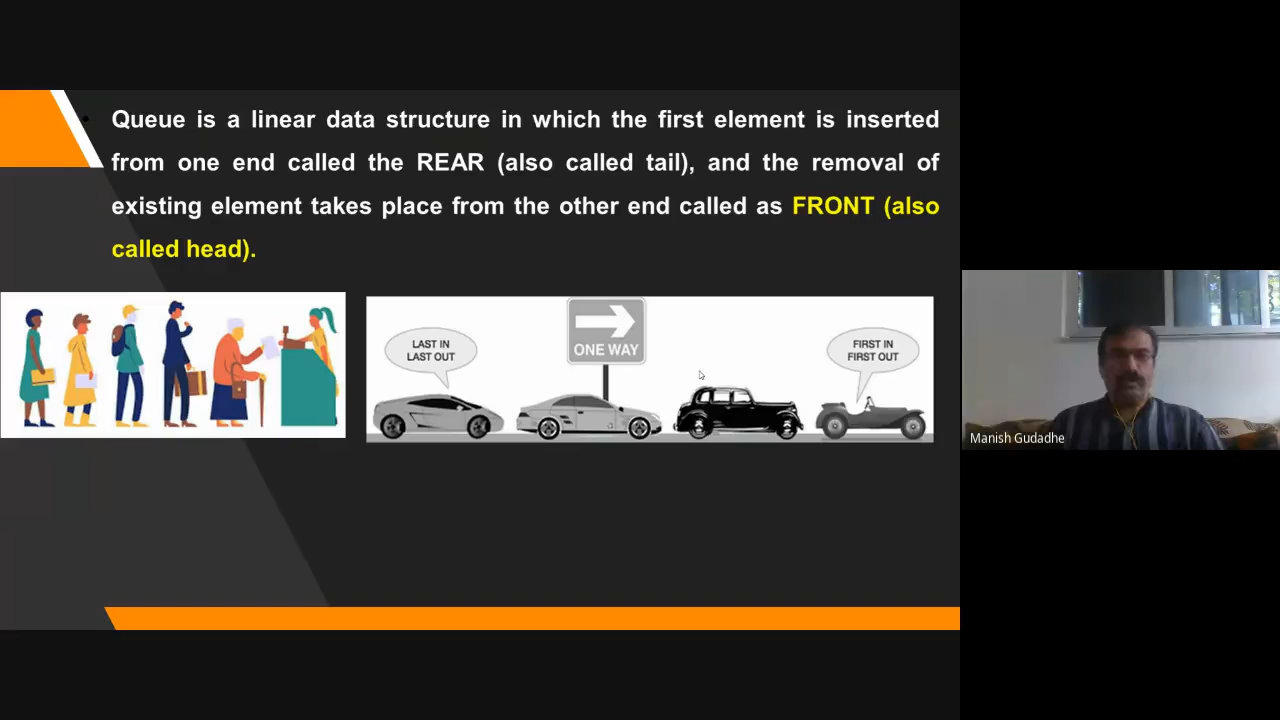 Queue is a linear data structure in which the first element is inserted
from one end called the REAR (also called tail), and the removal of
existing element takes place from the other end called as FRONT (also
called head).
LAST IN
LAST OUT
ONE WAY
FIRST IN
FIRST OUT
Manish Gudadhe